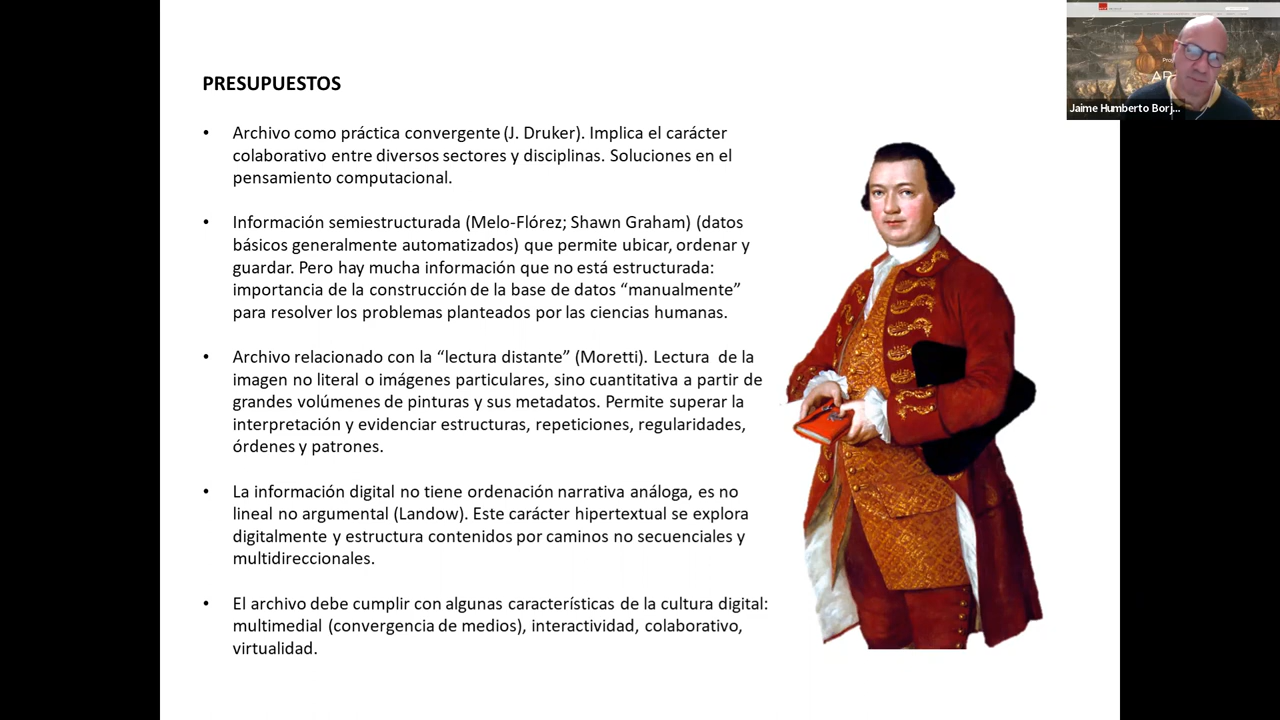 PRESUPUESTOS
• Archivo como práctica convergente (J. Druker). Implica el carácter
colaborativo entre diversos sectores y disciplinas. Soluciones en el
pensamiento computacional.
• Información semiestructurada (Melo-Flórez; Shawn Graham) (datos
básicos generalmente automatizados) que permite ubicar, ordenar y
guardar. Pero hay mucha información que no está estructurada:
importancia de la construcción de la base de datos “manualmente”
para resolver los problemas planteados por las ciencias humanas.
• Archivo relacionado con la “lectura distante” (Moretti). Lectura de la
imagen no literal o imágenes particulares, sino cuantitativa a partir de
grandes volúmenes de pinturas y sus metadatos. Permite superar la
interpretación y evidenciar estructuras, repeticiones, regularidades,
órdenes y patrones.
• La información digital no tiene ordenación narrativa análoga, es no
lineal no argumental (Landow). Este carácter hipertextual se explora
digitalmente y estructura contenidos por caminos no secuenciales y
multidireccionales.
• El archivo debe cumplir con algunas características de la cultura digital:
multimedial (convergencia de medios), interactividad, colaborativo,
virtualidad.
Jaime Humberto Borj...